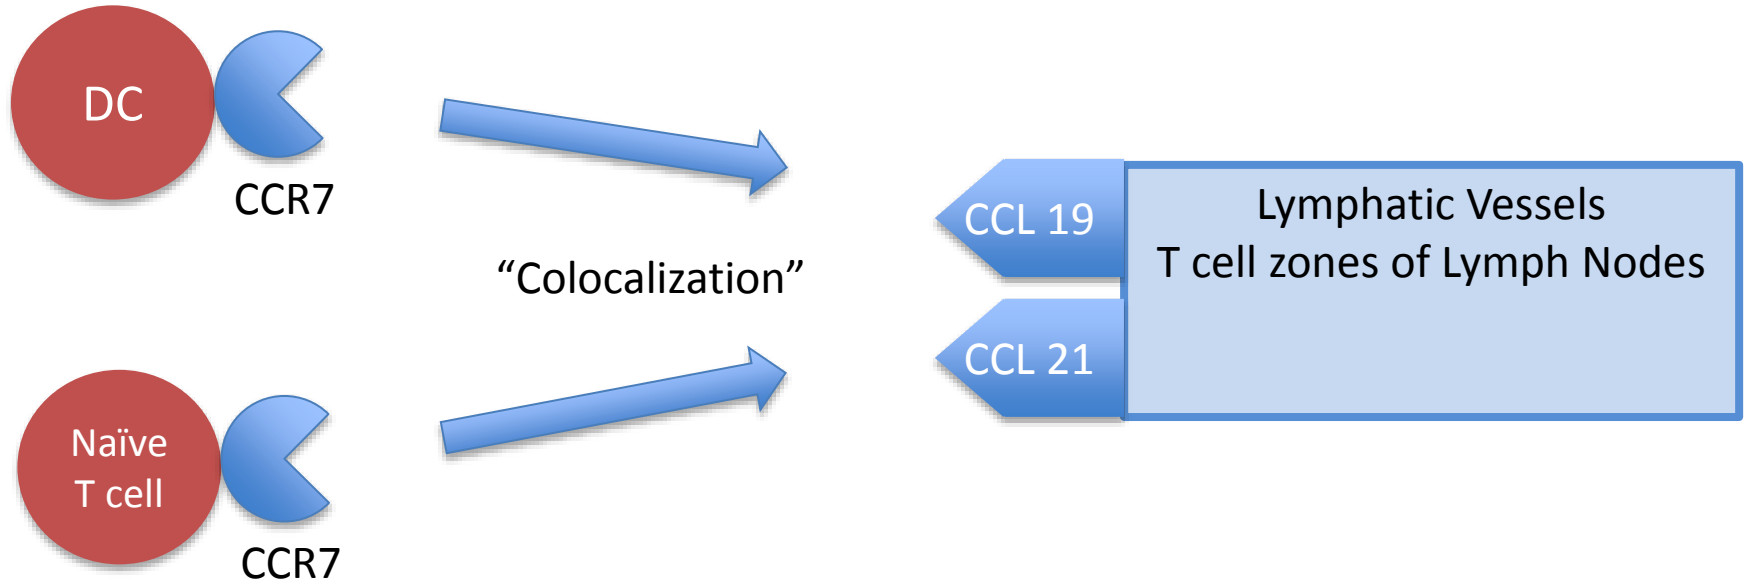 DC
CCR7
"Colocalization"
Naïve
T cell
CCR7
CCL 19
CCL 21
Lymphatic Vessels
T cell zones of Lymph Nodes